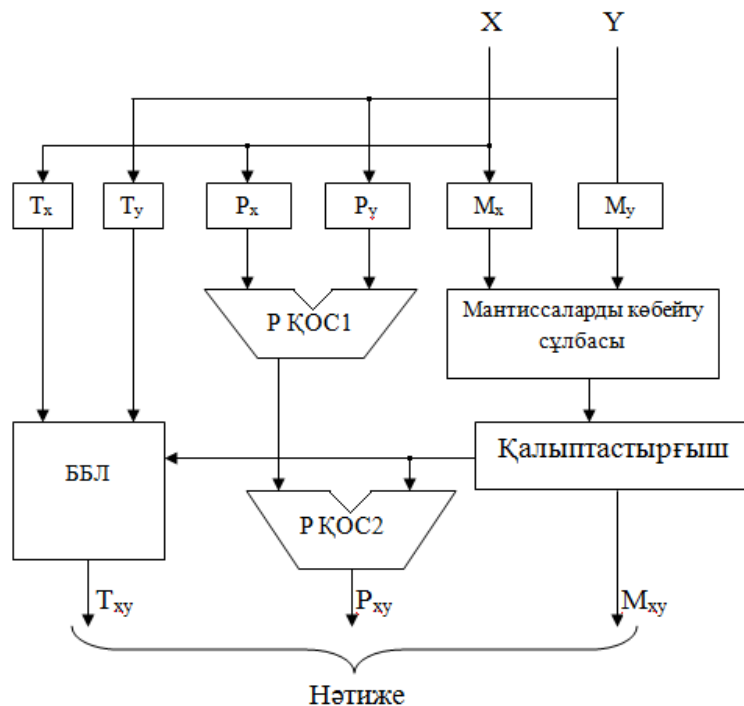 X Y
Tx Ty Px Py Mx My
Р ҚОС1
Мантиссаларды көбейту
сұлбасы
ББЛ
Қалыптастырғыш
Р ҚОС2
Txy Pxy Mxy
Нәтиже